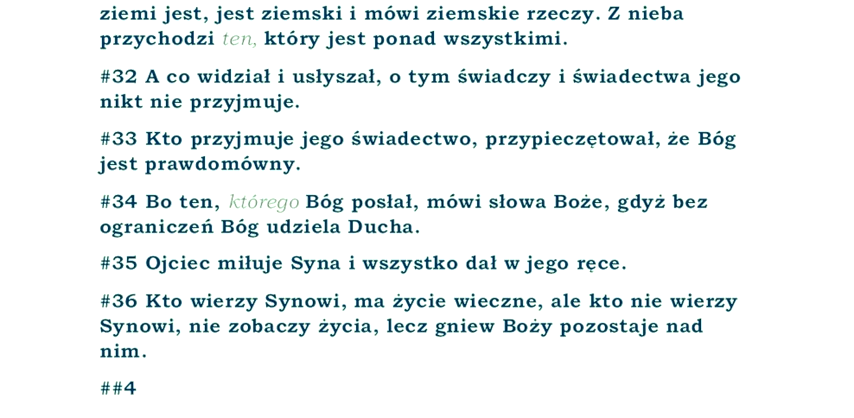 ziemi jest, jest ziemski i mówi ziemskie rzeczy. Z nieba
przychodzi ten, który jest ponad wszystkimi.
#32 A co widział i usłyszał, o tym świadczy i świadectwa jego
nikt nie przyjmuje.
#33 Kto przyjmuje jego świadectwo, przypieczętował, że Bóg
jest prawdomówny.
#34 Bo ten, którego Bóg posłał, mówi słowa Boże, gdyż bez
ograniczeń Bóg udziela Ducha.
#35 Ojciec miłuje Syna i wszystko dał w jego ręce.
#36 Kto wierzy Synowi, ma życie wieczne, ale kto nie wierzy
Synowi, nie zobaczy życia, lecz gniew Boży pozostaje nad
nim.
##4